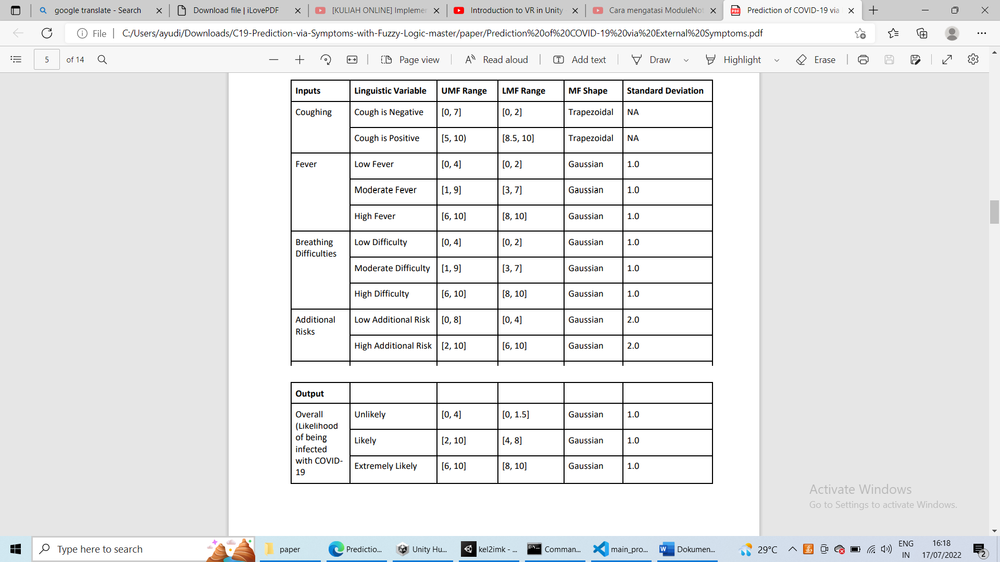 google translate - Search
Download file | iLovePDF
[KULIAH ONLINE] Implemer
Introduction to VR in Unity
Cara mengatasi ModuleNot
Prediction of COVID-19 via
File
C:/Users/ayudi/Downloads/C19-Prediction-via-Symptoms-with-Fuzzy-Logic-master/paper/Prediction%20of%20COVID-19%20via%20External%20Symptoms.pdf
5 of 14
Page view
Read aloud
Add text
Draw
Highlight
Erase
Inputs Linguistic Variable UMF Range LMF Range MF Shape Standard Deviation
Coughing Cough is Negative [0, 7] [0, 2] Trapezoidal NA
Cough is Positive [5, 10) [8.5, 10] Trapezoidal NA
Fever Low Fever [0, 4] [0, 2] Gaussian 1.0
Moderate Fever [1, 9] [3, 7] Gaussian 1.0
High Fever [6, 10] [8, 10] Gaussian 1.0
Breathing Low Difficulty [0, 4] [0, 2] Gaussian 1.0
Difficulties
Moderate Difficulty [1, 9] [3, 7] Gaussian 1.0
High Difficulty [6, 10] [8, 10] Gaussian 1.0
Additional Low Additional Risk [0, 8] [0, 4] Gaussian 2.0
Risks
High Additional Risk [2, 10] [6, 10] Gaussian 2.0
Output
Overall Unlikely [0, 4] [0, 1.5] Gaussian 1.0
(Likelihood
of being Likely [2, 10] [4, 8] Gaussian 1.0
infected
with COVID- Extremely Likely [6, 10] [8, 10] Gaussian 1.0
19
Activate Windows
Go to Settings to activate Windows.
Type here to search
paper
Predictio...
Unity Hu...
kel2imk - ...
Comman...
main_pro...
Dokumen...
29°C
ENG
IN
16:18
17/07/2022
2